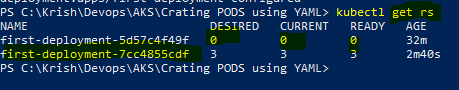 PS C:\Krish\Devops\AKS\Crating PODS using YAML> kubectl get rs
NAME DESIRED CURRENT READY AGE
first-deployment-5d57c4f49f 0 0 0 32m
first-deployment-7cc4855cdf 3 3 3 2m40s
PS C:\Krish\Devops\AKS\Crating PODS using YAML>